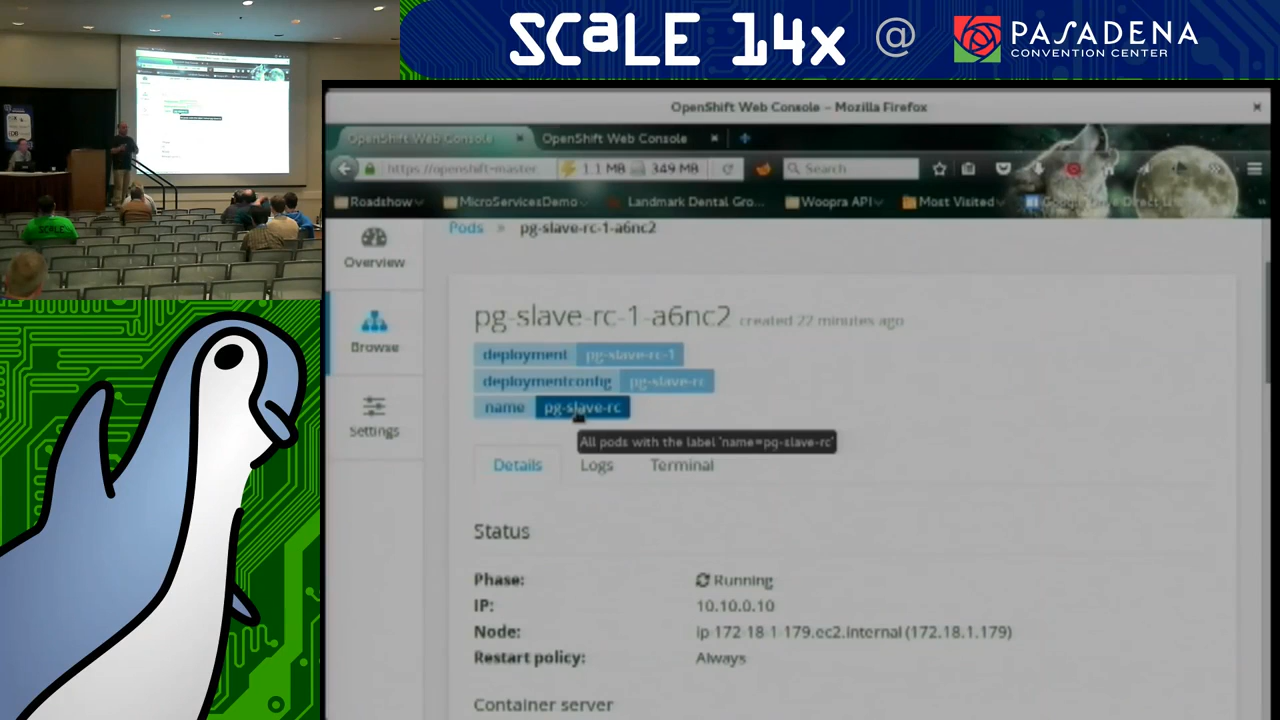 SCALE 14x @ PASADENA
CONVENTION CENTER
OpenShift Web Console - Mozilla Firefox
OpenShift Web Console
OpenShift Web Console
https://openshift-master
1.1 MB
349 MB
Search
Roadshow
MicroServicesDemo
Landmark Dental Gro...
Woopra API
Most Visited
Overview
Browse
Settings
Pods » pg-slave-rc-1-a6nc2
pg-slave-rc-1-a6nc2 created 22 minutes ago
deployment pg-slave-rc-1
deploymentconfig pg-slave-rc
name pg-slave-rc
All pods with the label 'name=pg-slave-rc'
Details Logs Terminal
Status
Phase: Running
IP: 10.10.0.10
Node: ip-172-18-1-179.ec2.internal (172.18.1.179)
Restart policy: Always
Container server
SCALE